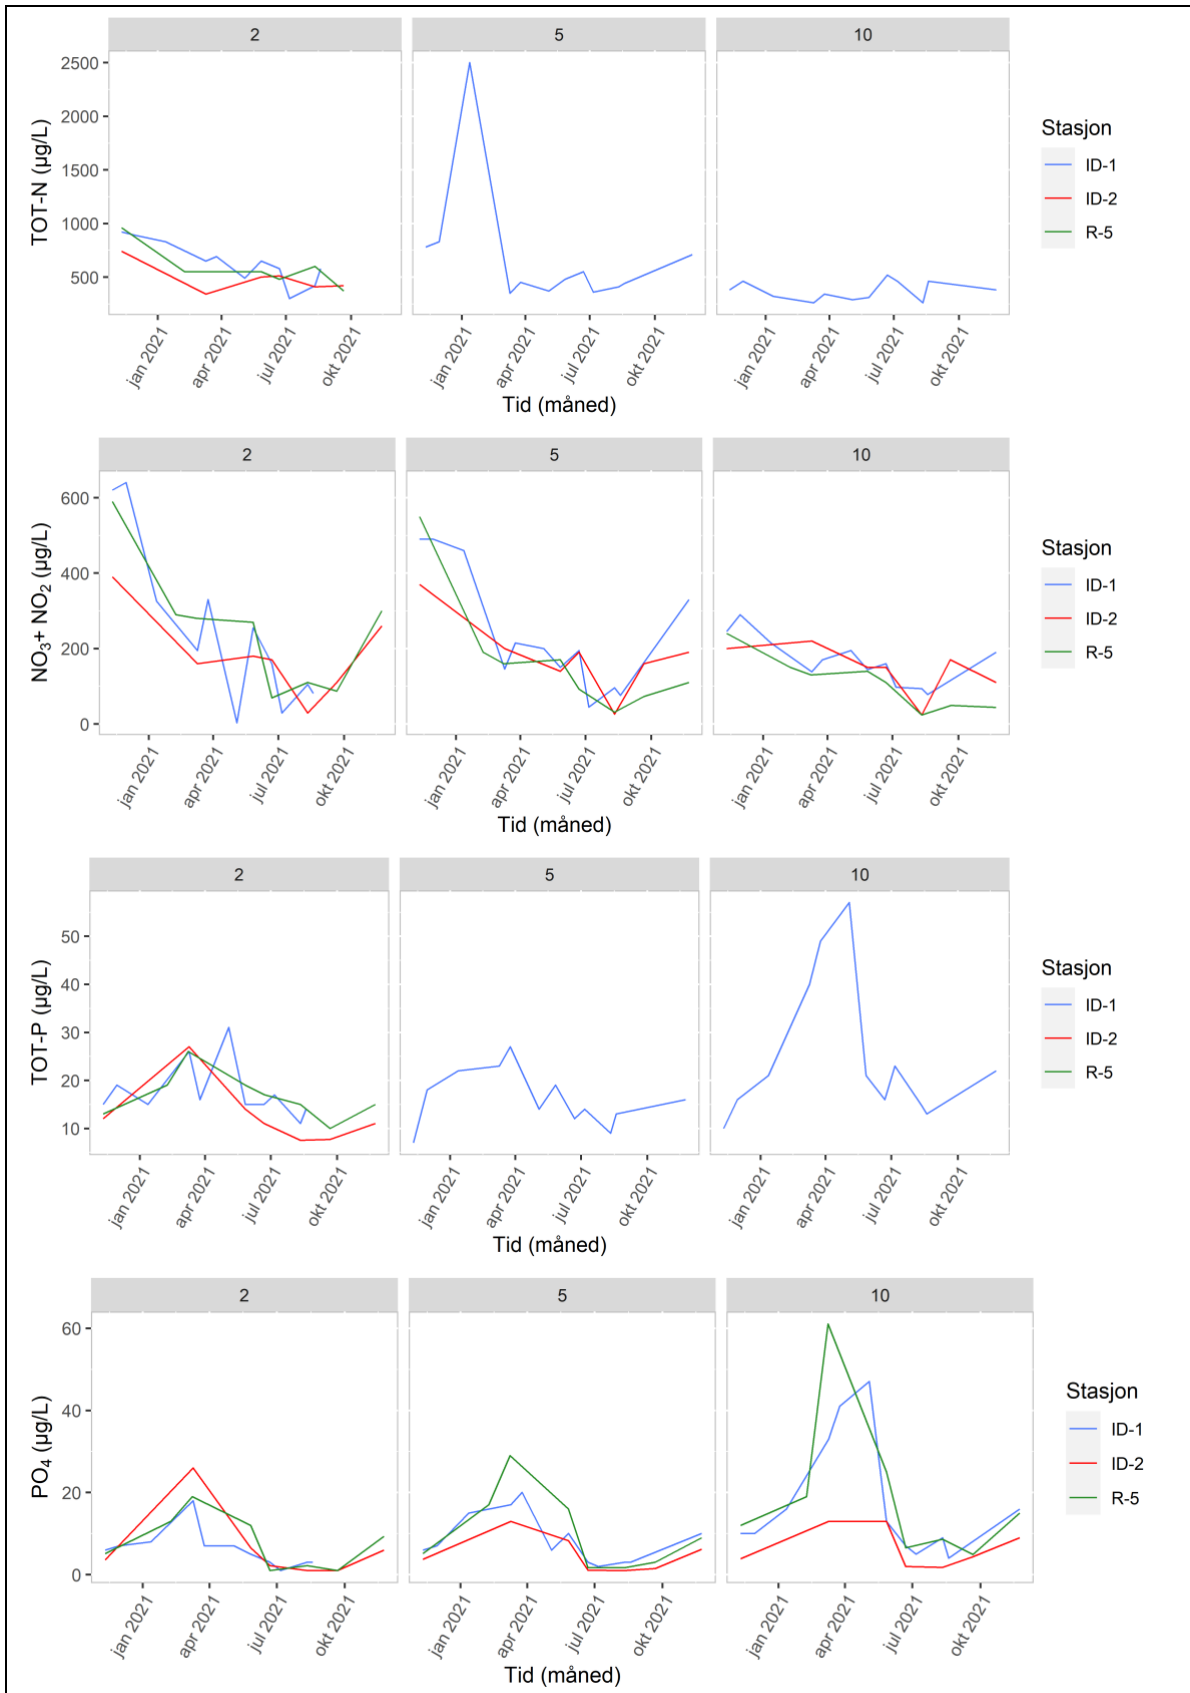 2 5 10
TOT-N (µg/L)
2500
2000
1500
1000
500
Stasjon
ID-1
ID-2
R-5
jan 2021 apr 2021 jul 2021 okt 2021 jan 2021 apr 2021 jul 2021 okt 2021 jan 2021 apr 2021 jul 2021 okt 2021
Tid (måned)
2 5 10
NO₃+ NO₂ (µg/L)
600
400
200
0
Stasjon
ID-1
ID-2
R-5
jan 2021 apr 2021 jul 2021 okt 2021 jan 2021 apr 2021 jul 2021 okt 2021 jan 2021 apr 2021 jul 2021 okt 2021
Tid (måned)
2 5 10
TOT-P (µg/L)
50
40
30
20
10
Stasjon
ID-1
ID-2
R-5
jan 2021 apr 2021 jul 2021 okt 2021 jan 2021 apr 2021 jul 2021 okt 2021 jan 2021 apr 2021 jul 2021 okt 2021
Tid (måned)
2 5 10
PO₄ (µg/L)
60
40
20
0
Stasjon
ID-1
ID-2
R-5
jan 2021 apr 2021 jul 2021 okt 2021 jan 2021 apr 2021 jul 2021 okt 2021 jan 2021 apr 2021 jul 2021 okt 2021
Tid (måned)